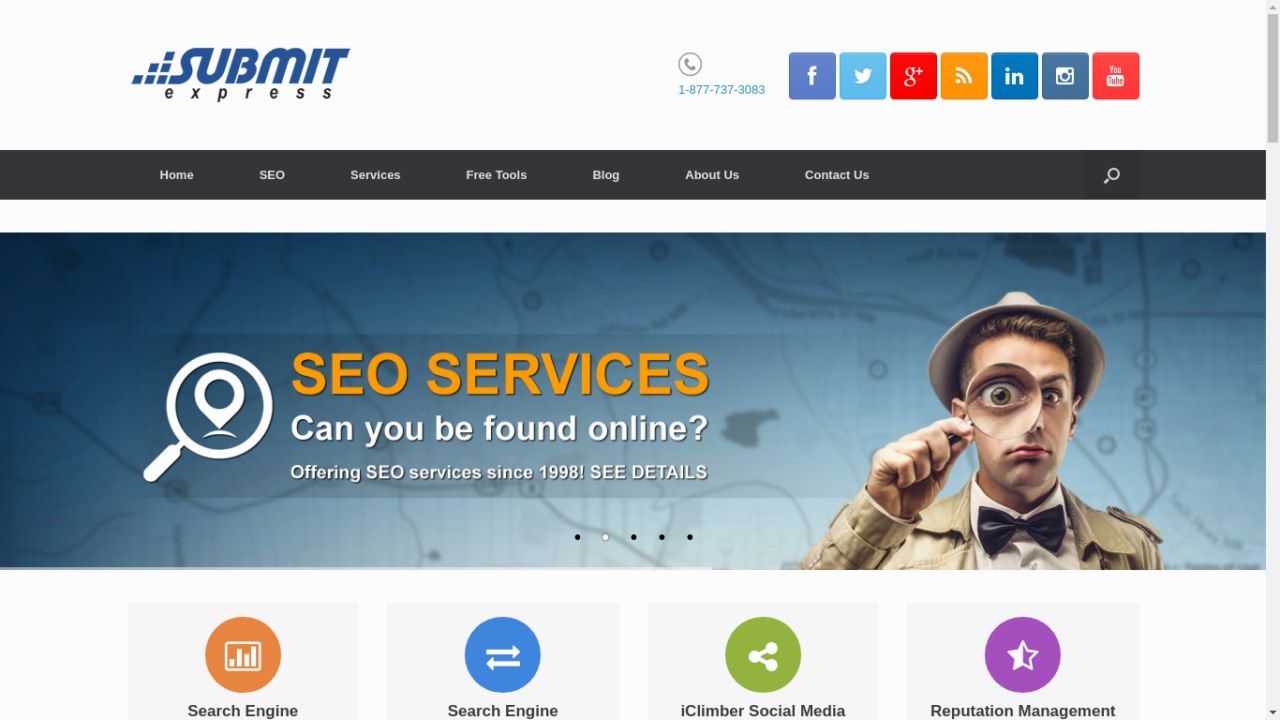 SUBMIT
express
1-877-737-3083
You
Tube
Home SEO Services Free Tools Blog About Us Contact Us
SEO SERVICES
Can you be found online?
Offering SEO services since 1998! SEE DETAILS
Search Engine
Search Engine
iClimber Social Media
Reputation Management